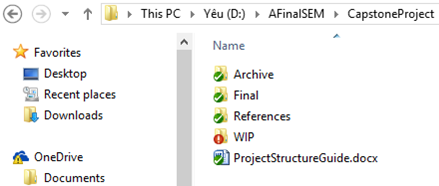 This PC Yêu (D:) AFinalSEM CapstoneProject
Name
Favorites
Desktop
Recent places
Downloads
OneDrive
Documents
Archive
Final
References
WIP
ProjectStructureGuide.docx